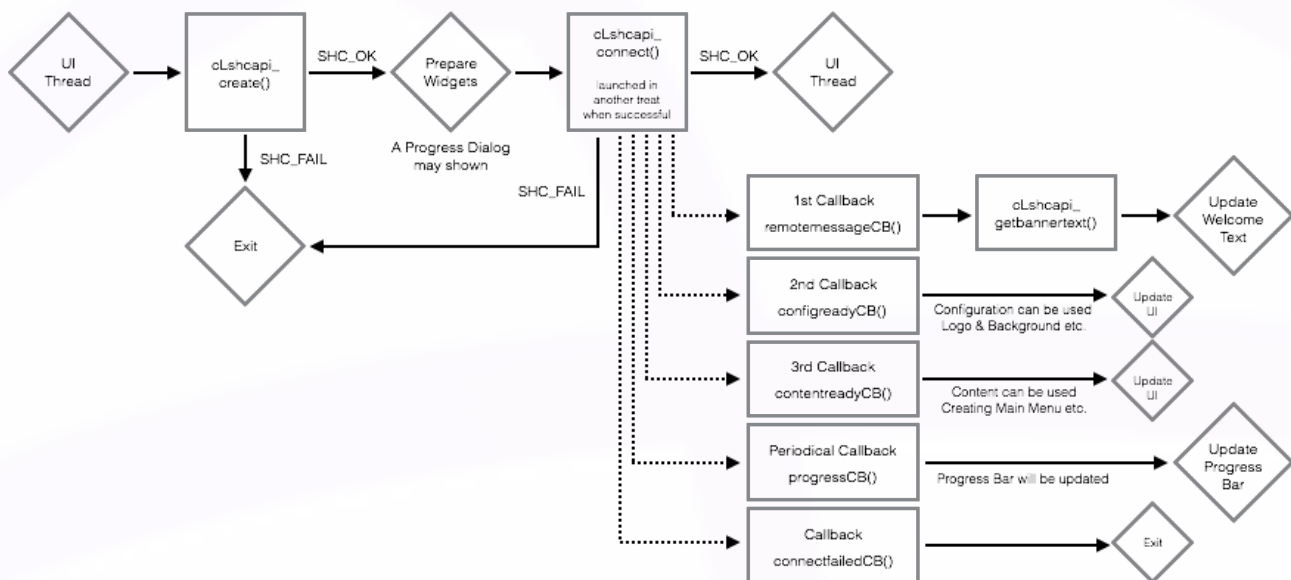 UI
Thread
cLshcapi_
create()
SHC_OK
SHC_FAIL
Exit
Prepare
Widgets
A Progress Dialog
may shown
cLshcapi_
connect()
launched in
another treat
when successful
SHC_OK
UI
Thread
SHC_FAIL
1st Callback
remotemessageCB()
cLshcapi_
getbannertext()
Update
Welcome
Text
2nd Callback
configreadyCB()
Configuration can be used
Logo & Background etc.
Update
UI
3rd Callback
contentreadyCB()
Content can be used
Creating Main Menu etc.
Update
UI
Periodical Callback
progressCB()
Progress Bar will be updated
Update
Progress
Bar
Callback
connectfailedCB()
Exit